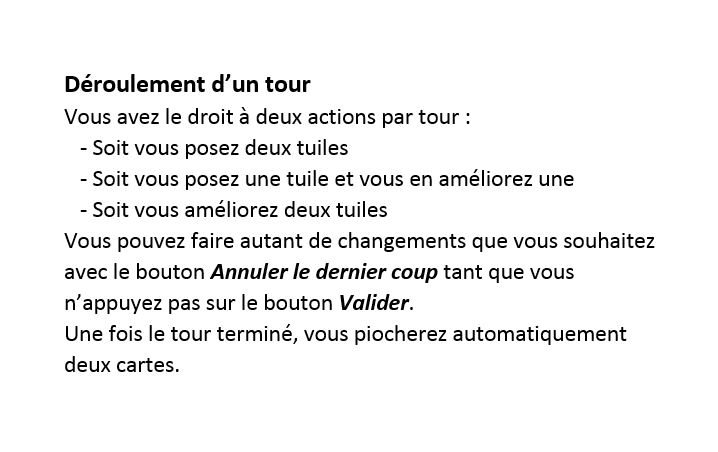 Déroulement d’un tour
Vous avez le droit à deux actions par tour :
- Soit vous posez deux tuiles
- Soit vous posez une tuile et vous en améliorez une
- Soit vous améliorez deux tuiles
Vous pouvez faire autant de changements que vous souhaitez
avec le bouton Annuler le dernier coup tant que vous
n’appuyez pas sur le bouton Valider.
Une fois le tour terminé, vous piocherez automatiquement
deux cartes.